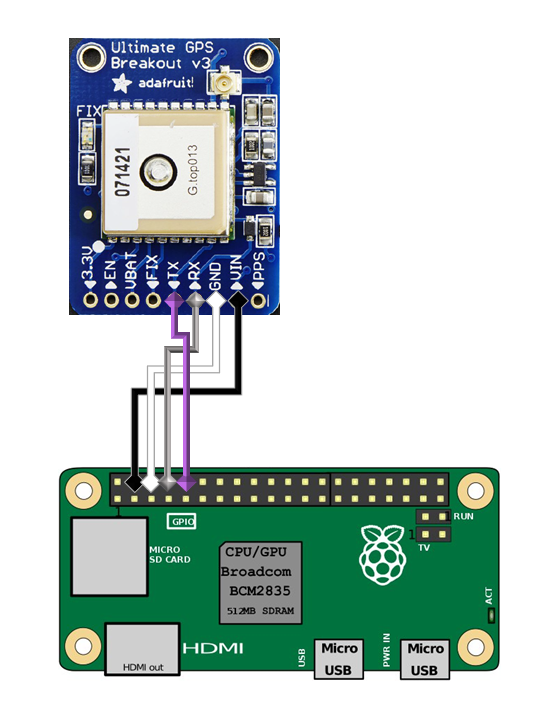 Ultimate GPS
Breakout v3
adafruit!
FIX
071421
G.top013
3.3V
EN
VBAT
FIX
TX
RX
GND
VIN
PPS
GPIO
RUN
1
TV
MICRO
SD CARD
CPU/GPU
Broadcom
BCM2835
512MB SDRAM
ACT
HDMI
HDMI out
USB
Micro
USB
PWR IN
Micro
USB